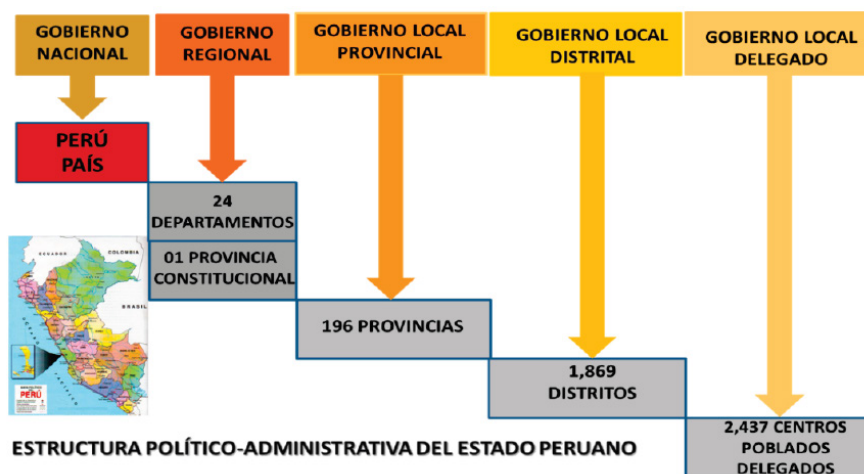 GOBIERNO
NACIONAL
GOBIERNO
REGIONAL
GOBIERNO LOCAL
PROVINCIAL
GOBIERNO LOCAL
DISTRITAL
GOBIERNO LOCAL
DELEGADO
PERÚ
PAÍS
24
DEPARTAMENTOS
01 PROVINCIA
CONSTITUCIONAL
196 PROVINCIAS
1,869
DISTRITOS
2,437 CENTROS
POBLADOS
DELEGADOS
ECUADOR
COLOMBIA
BRASIL
PERÚ
ESTRUCTURA POLÍTICO-ADMINISTRATIVA DEL ESTADO PERUANO